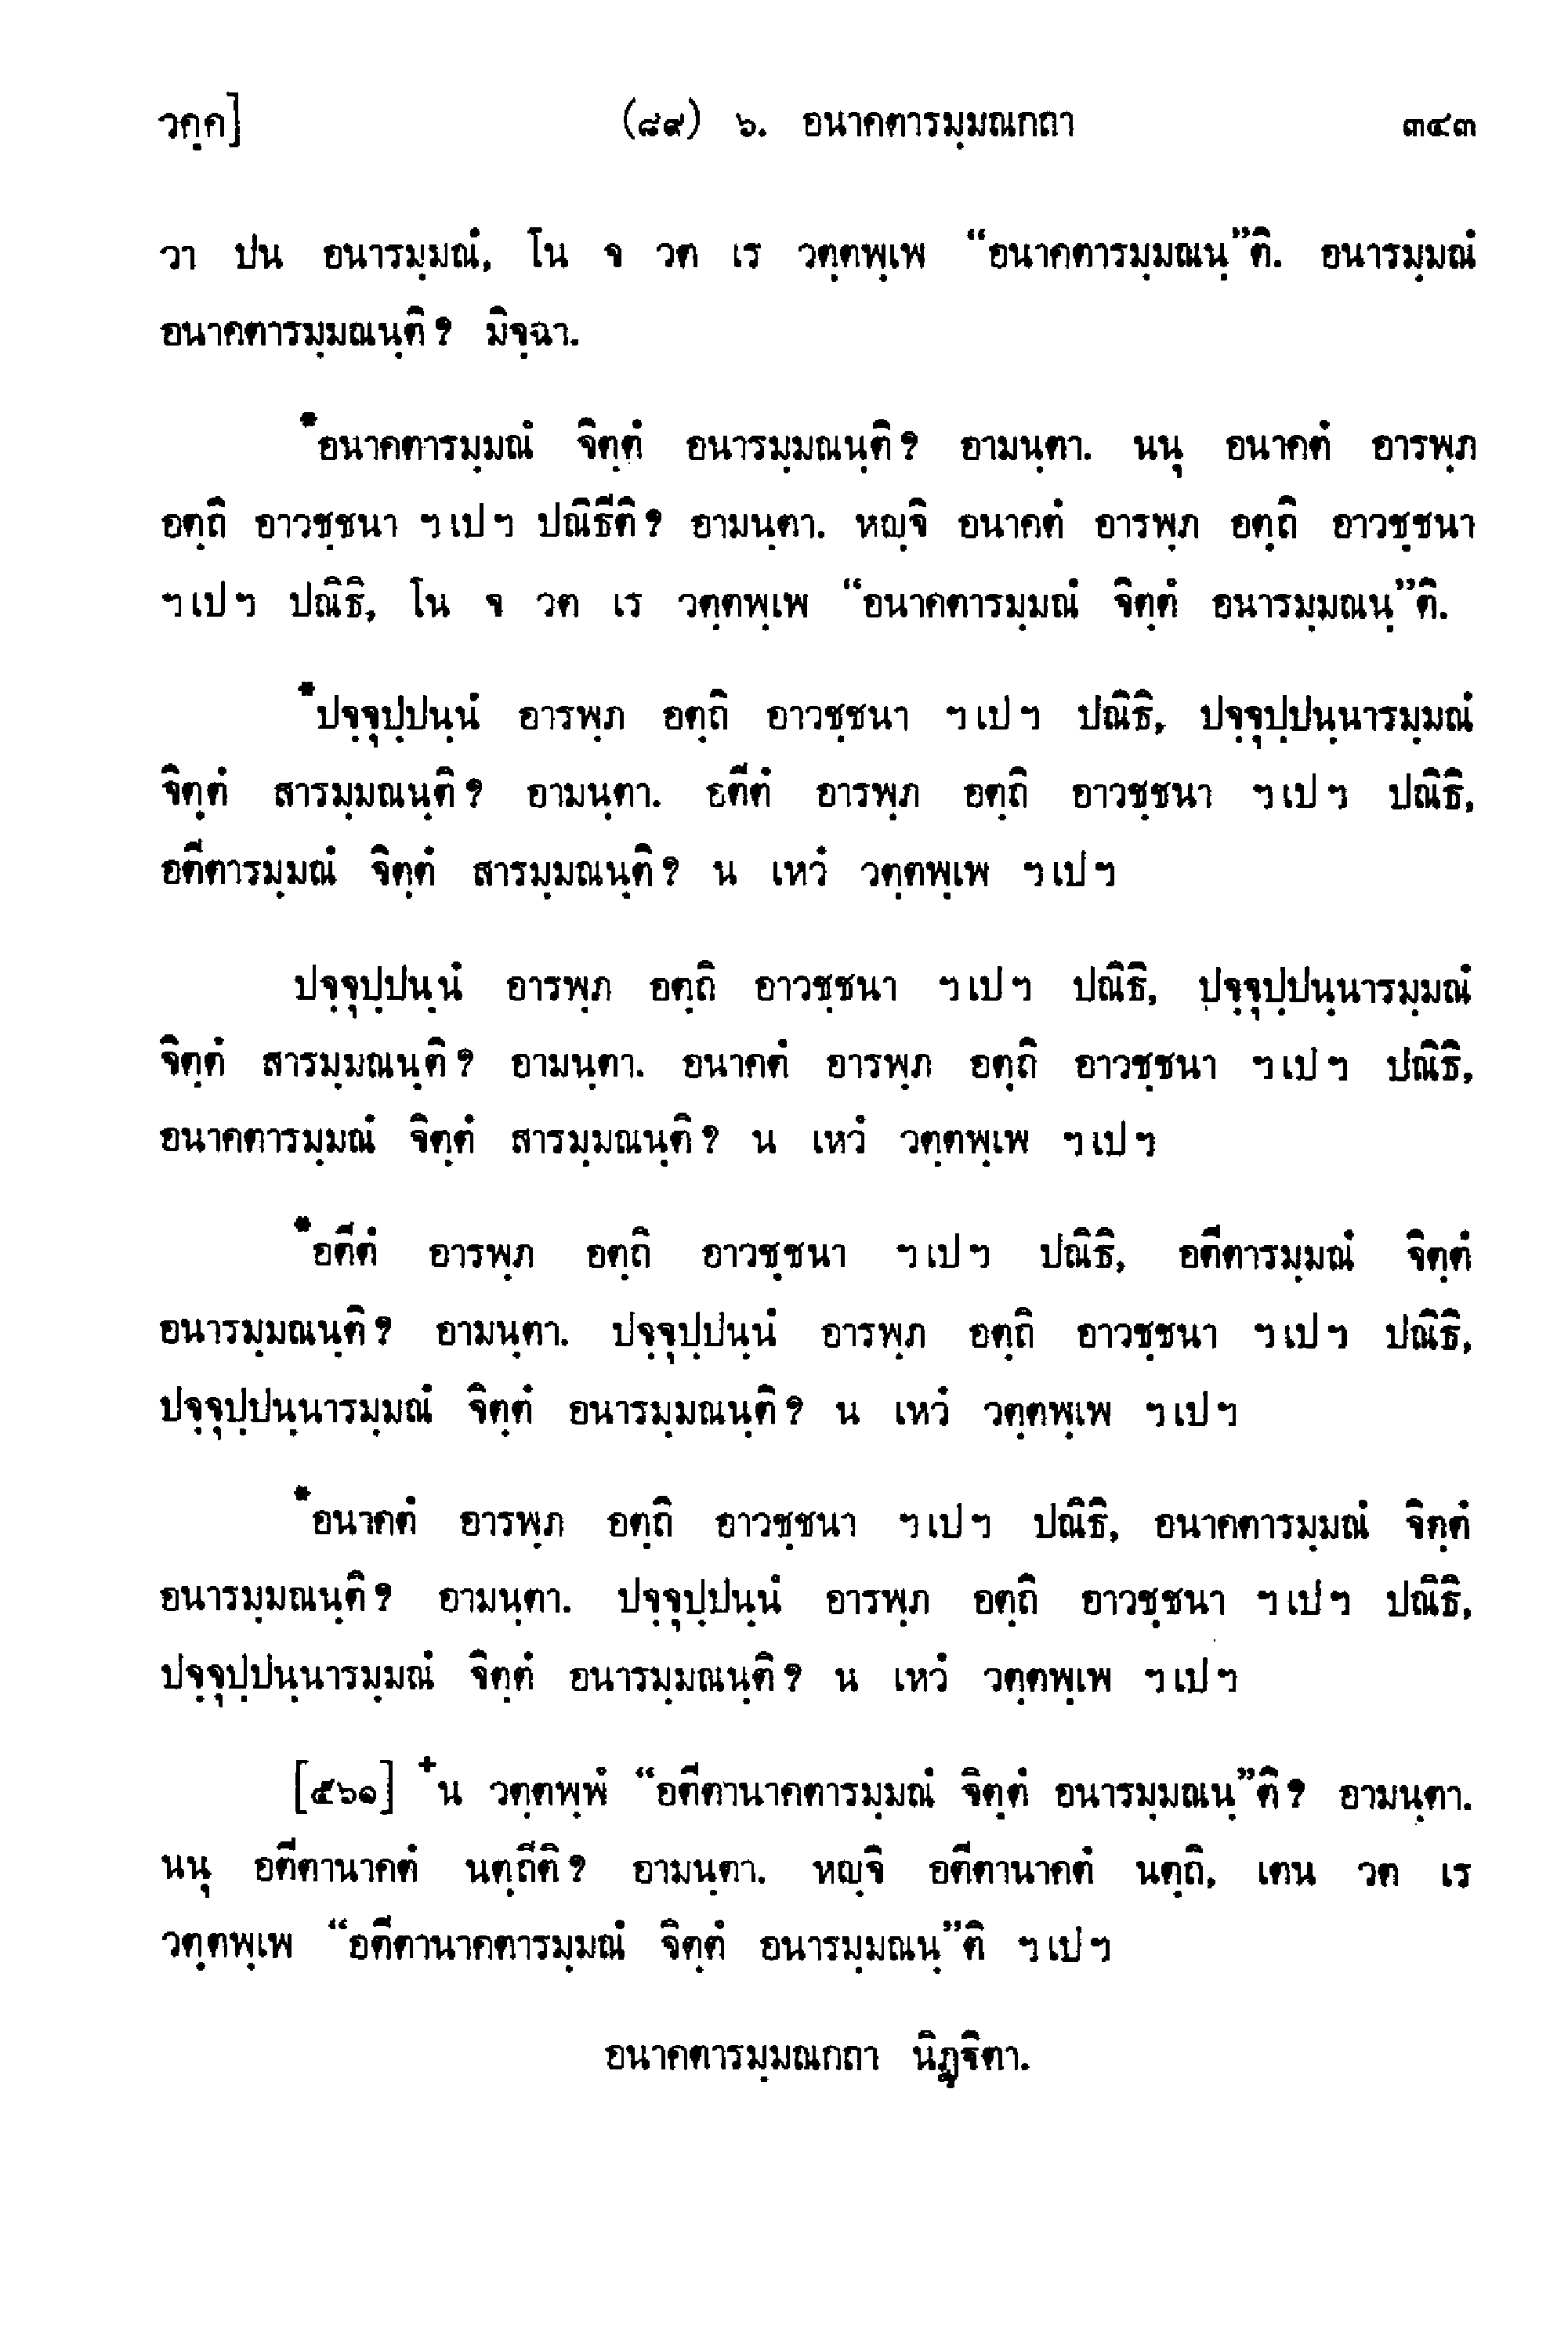 วคฺค] (๘๙) ๖. อนาคตารมฺมณกถา ๓๔๓
วา ปน อนารมฺมณํ, โน จ วต เร วตฺตพฺเพ “อนาคตารมฺมณนฺ”ติ. อนารมฺมณํ
อนาคตารมฺมณนฺติ? มิจฺฉา.
*อนาคตารมฺมณํ จิตฺตํ อนารมฺมณนฺติ? อามนฺตา. นนุ อนาคตํ อารพฺภ
อตฺถิ อาวชฺชนา ฯเปฯ ปณิธีติ? อามนฺตา. หญฺจิ อนาคตํ อารพฺภ อตฺถิ อาวชฺชนา
ฯเปฯ ปณิธิ, โน จ วต เร วตฺตพฺเพ “อนาคตารมฺมณํ จิตฺตํ อนารมฺมณนฺ”ติ.
*ปจฺจุปฺปนฺนํ อารพฺภ อตฺถิ อาวชฺชนา ฯเปฯ ปณิธิ, ปจฺจุปฺปนฺนารมฺมณํ
จิตฺตํ สารมฺมณนฺติ? อามนฺตา. อตีตํ อารพฺภ อตฺถิ อาวชฺชนา ฯเปฯ ปณิธิ,
อตีตารมฺมณํ จิตฺตํ สารมฺมณนฺติ? น เหวํ วตฺตพฺเพ ฯเปฯ
ปจฺจุปฺปนฺนํ อารพฺภ อตฺถิ อาวชฺชนา ฯเปฯ ปณิธิ, ปจฺจุปฺปนฺนารมฺมณํ
จิตฺตํ สารมฺมณนฺติ? อามนฺตา. อนาคตํ อารพฺภ อตฺถิ อาวชฺชนา ฯเปฯ ปณิธิ,
อนาคตารมฺมณํ จิตฺตํ สารมฺมณนฺติ? น เหวํ วตฺตพฺเพ ฯเปฯ
*อตีตํ อารพฺภ อตฺถิ อาวชฺชนา ฯเปฯ ปณิธิ, อตีตารมฺมณํ จิตฺตํ
อนารมฺมณนฺติ? อามนฺตา. ปจฺจุปฺปนฺนํ อารพฺภ อตฺถิ อาวชฺชนา ฯเปฯ ปณิธิ,
ปจฺจุปฺปนฺนารมฺมณํ จิตฺตํ อนารมฺมณนฺติ? น เหวํ วตฺตพฺเพ ฯเปฯ
*อนาคตํ อารพฺภ อตฺถิ อาวชฺชนา ฯเปฯ ปณิธิ, อนาคตารมฺมณํ จิตฺตํ
อนารมฺมณนฺติ? อามนฺตา. ปจฺจุปฺปนฺนํ อารพฺภ อตฺถิ อาวชฺชนา ฯเปฯ ปณิธิ,
ปจฺจุปฺปนฺนารมฺมณํ จิตฺตํ อนารมฺมณนฺติ? น เหวํ วตฺตพฺเพ ฯเปฯ
[๕๖๑] +น วตฺตพฺพํ “อตีตานาคตารมฺมณํ จิตฺตํ อนารมฺมณนฺ”ติ? อามนฺตา.
นนุ อตีตานาคตํ นตฺถีติ? อามนฺตา. หญฺจิ อตีตานาคตํ นตฺถิ, เตน วต เร
วตฺตพฺเพ “อตีตานาคตารมฺมณํ จิตฺตํ อนารมฺมณนฺ”ติ ฯเปฯ
อนาคตารมฺมณกถา นิฏฺฐิตา.